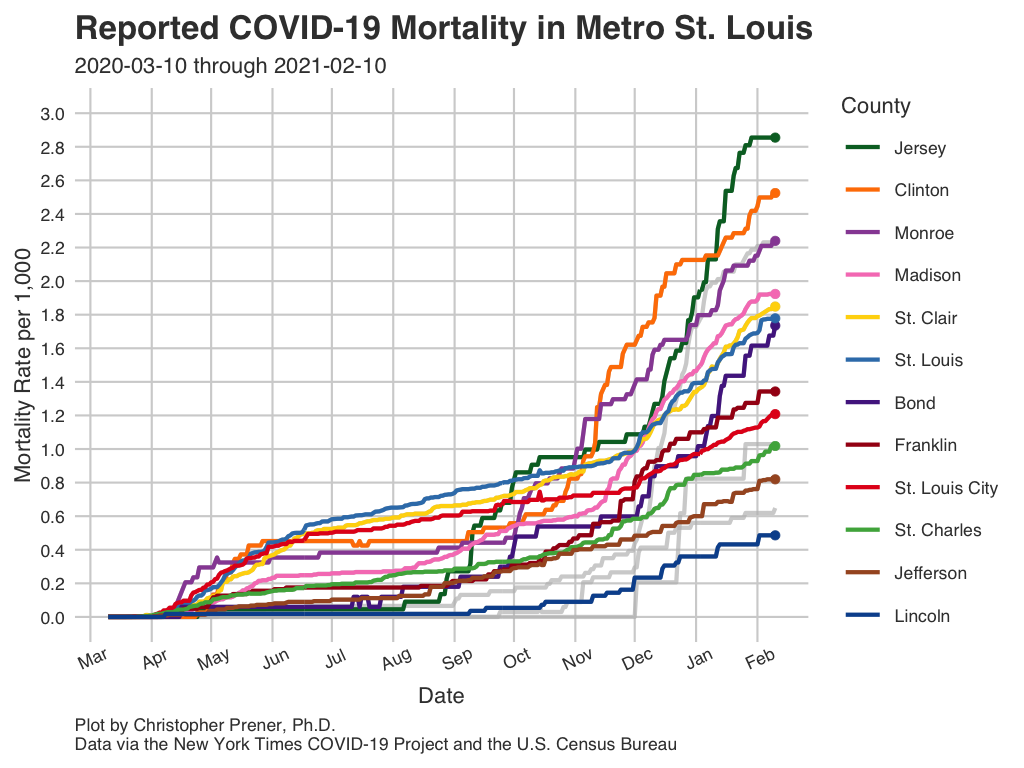 Reported COVID-19 Mortality in Metro St. Louis
2020-03-10 through 2021-02-10
Mortality Rate per 1,000
3.0
2.8
2.6
2.4
2.2
2.0
1.8
1.6
1.4
1.2
1.0
0.8
0.6
0.4
0.2
0.0
Mar Apr May Jun Jul Aug Sep Oct Nov Dec Jan Feb
Date
County
Jersey
Clinton
Monroe
Madison
St. Clair
St. Louis
Bond
Franklin
St. Louis City
St. Charles
Jefferson
Lincoln
Plot by Christopher Prener, Ph.D.
Data via the New York Times COVID-19 Project and the U.S. Census Bureau